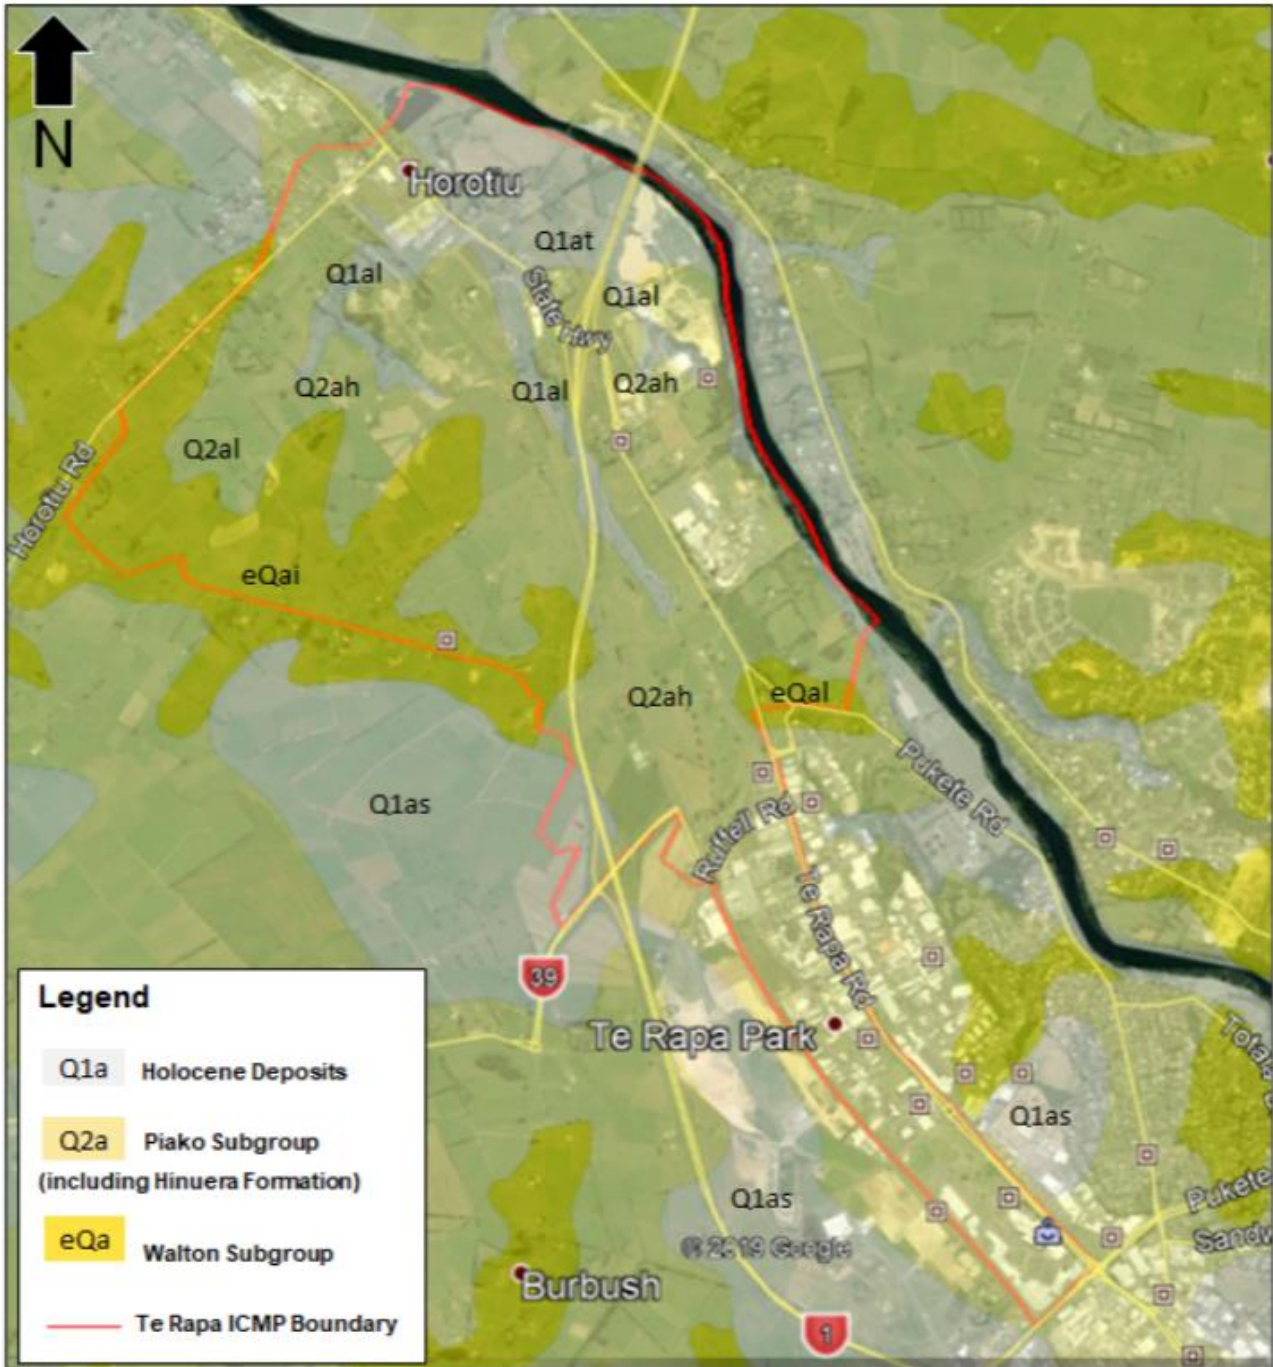 N
Horotiu
Q1at
Q1al
State Hwy
Q1al
Q2ah
Q1al
Q2ah
Q2al
Horotiu Rd
eQai
Q2ah
eQal
Pukete Rd
Ruffell Rd
Q1as
Te Rapa Rd
39
Te Rapa Park
Q1as
Q1as
Pukete
© 2019 Google
Burbush
1
Legend
Q1a Holocene Deposits
Q2a Piako Subgroup
(including Hinuera Formation)
eQa Walton Subgroup
Te Rapa ICMP Boundary